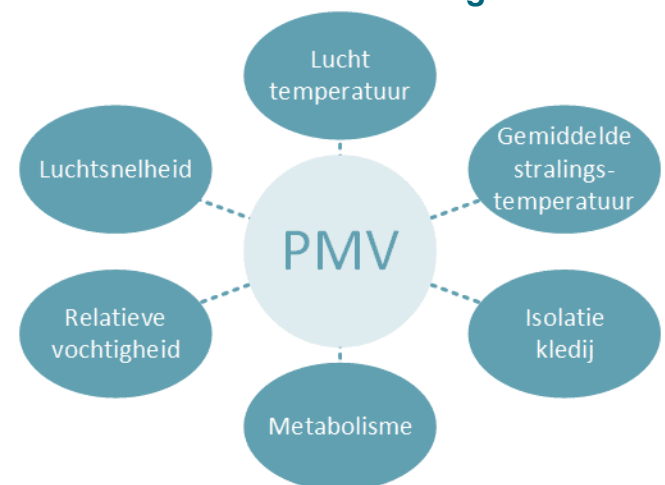 Lucht
temperatuur
Gemiddelde
stralings-
temperatuur
Luchtsnelheid
PMV
Relatieve
vochtigheid
Isolatie
kledij
Metabolisme